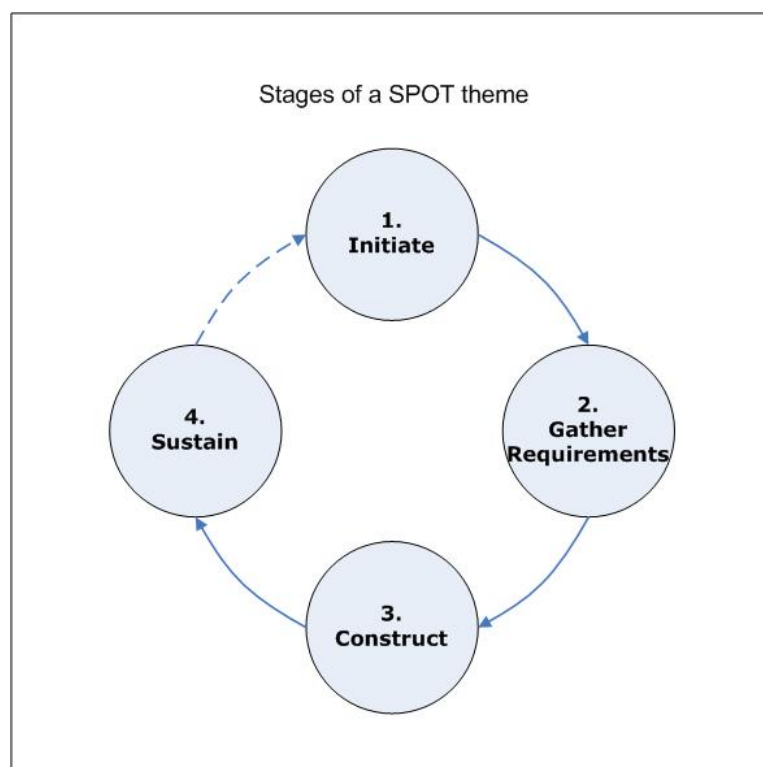 Stages of a SPOT theme
1.
Initiate
2.
Gather
Requirements
3.
Construct
4.
Sustain